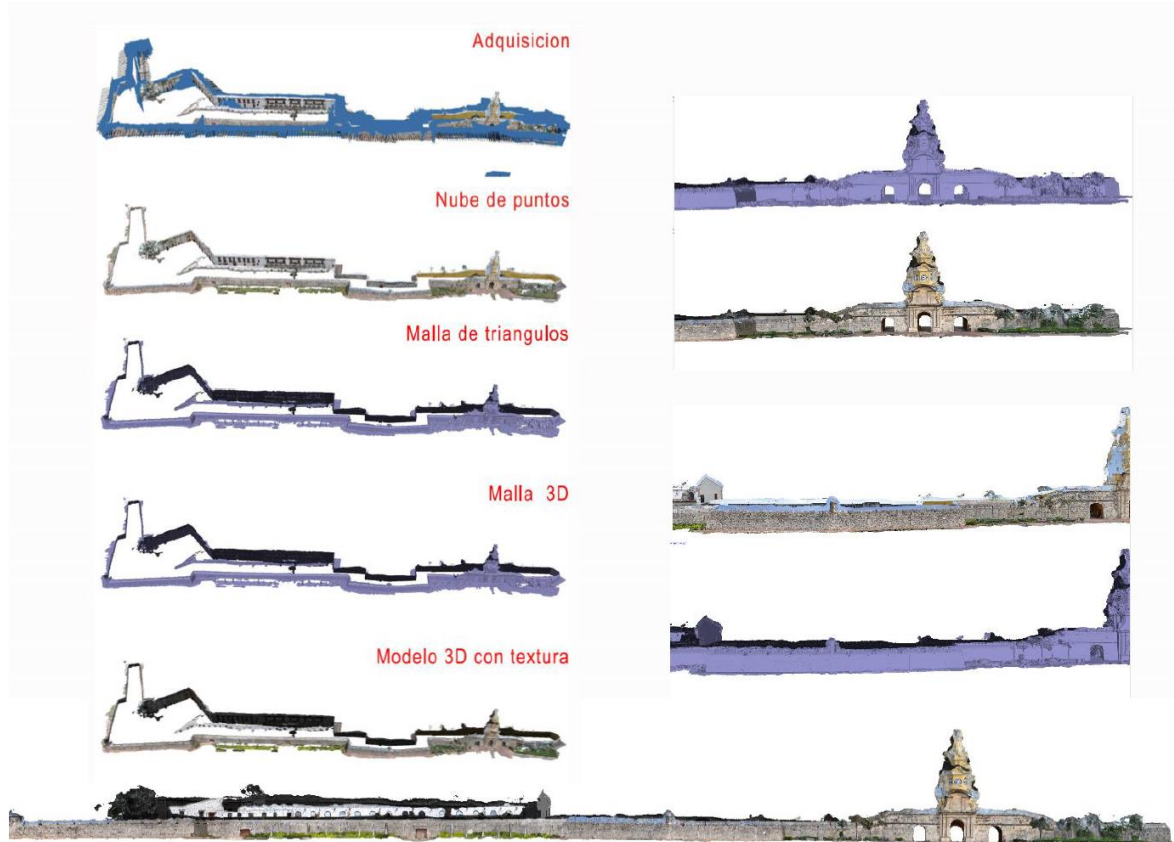 Adquisicion
Nube de puntos
Malla de triangulos
Malla 3D
Modelo 3D con textura